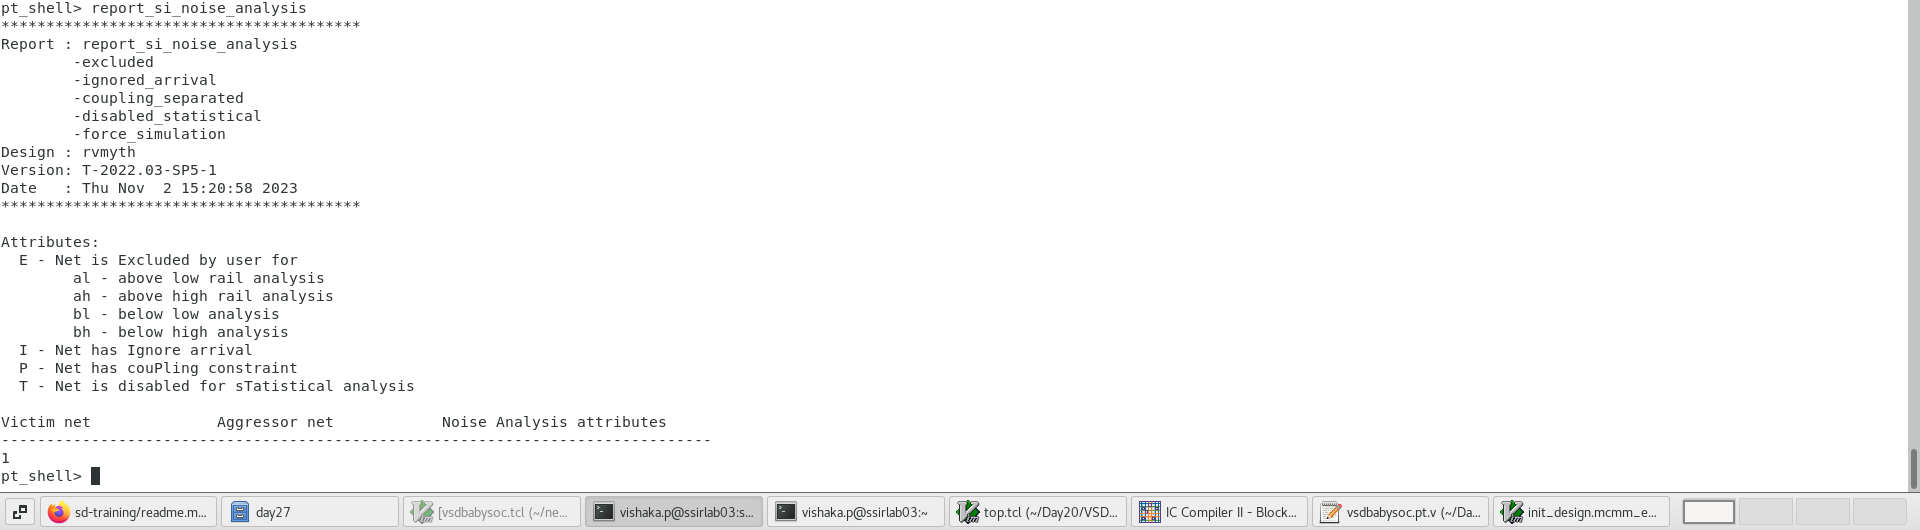 pt_shell> report_si_noise_analysis
****************************************
Report : report_si_noise_analysis
        -excluded
        -ignored_arrival
        -coupling_separated
        -disabled_statistical
        -force_simulation
Design : rvmyth
Version: T-2022.03-SP5-1
Date   : Thu Nov  2 15:20:58 2023
****************************************

Attributes:
  E - Net is Excluded by user for
        al - above low rail analysis
        ah - above high rail analysis
        bl - below low analysis
        bh - below high analysis
  I - Net has Ignore arrival
  P - Net has couPling constraint
  T - Net is disabled for sTatistical analysis

Victim net              Aggressor net            Noise Analysis attributes
-------------------------------------------------------------------------------
1
pt_shell>
sd-training/readme.m... day27 [vsdbabysoc.tcl (~/ne... vishaka.p@ssirlab03:s... vishaka.p@ssirlab03:~ top.tcl (~/Day20/VSD... IC Compiler II - Block... vsdbabysoc.pt.v (~/Da... init_design.mcmm_e...